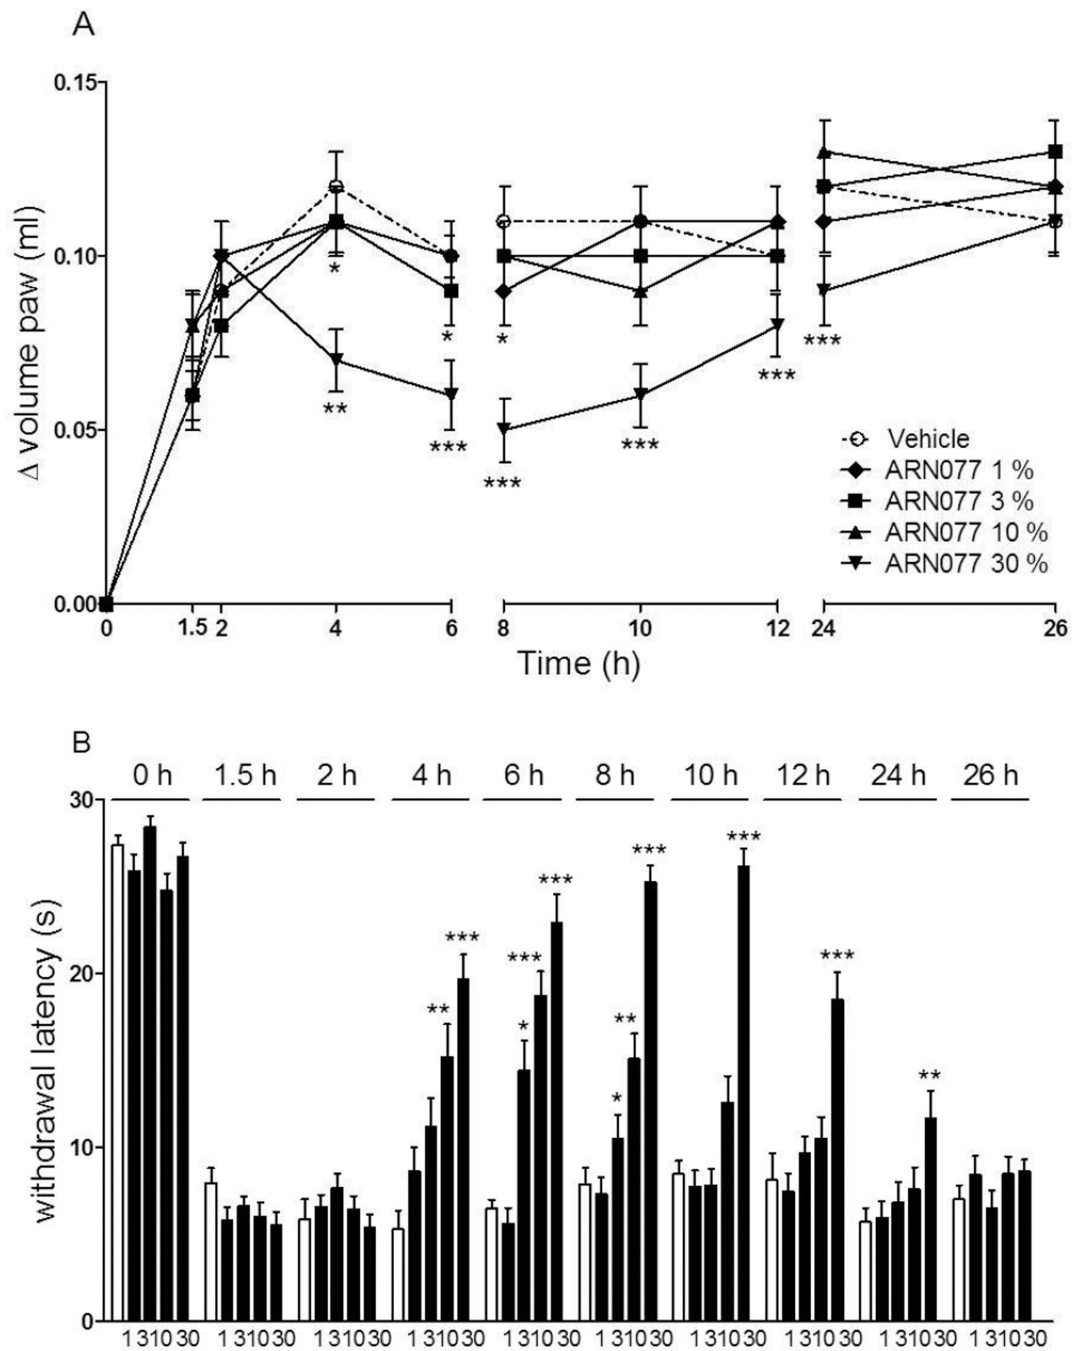 A
0.15
0.10
0.05
0.00
Δ volume paw (ml)
*
**
*
***
*
***
***
***
***
Vehicle
ARN077 1 %
ARN077 3 %
ARN077 10 %
ARN077 30 %
0 1.5 2 4 6 8 10 12 24 26
Time (h)
B
0 h 1.5 h 2 h 4 h 6 h 8 h 10 h 12 h 24 h 26 h
30
20
10
0
withdrawal latency (s)
** ***
* *** ***
* ** ***
***
***
**
1 3 10 30 1 3 10 30 1 3 10 30 1 3 10 30 1 3 10 30 1 3 10 30 1 3 10 30 1 3 10 30 1 3 10 30 1 3 10 30